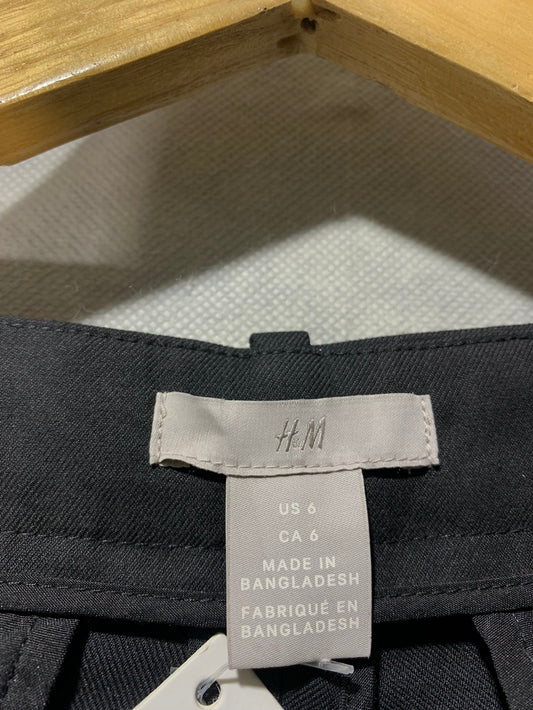 H&M
US 6
CA 6
MADE IN
BANGLADESH
FABRIQUÉ EN
BANGLADESH